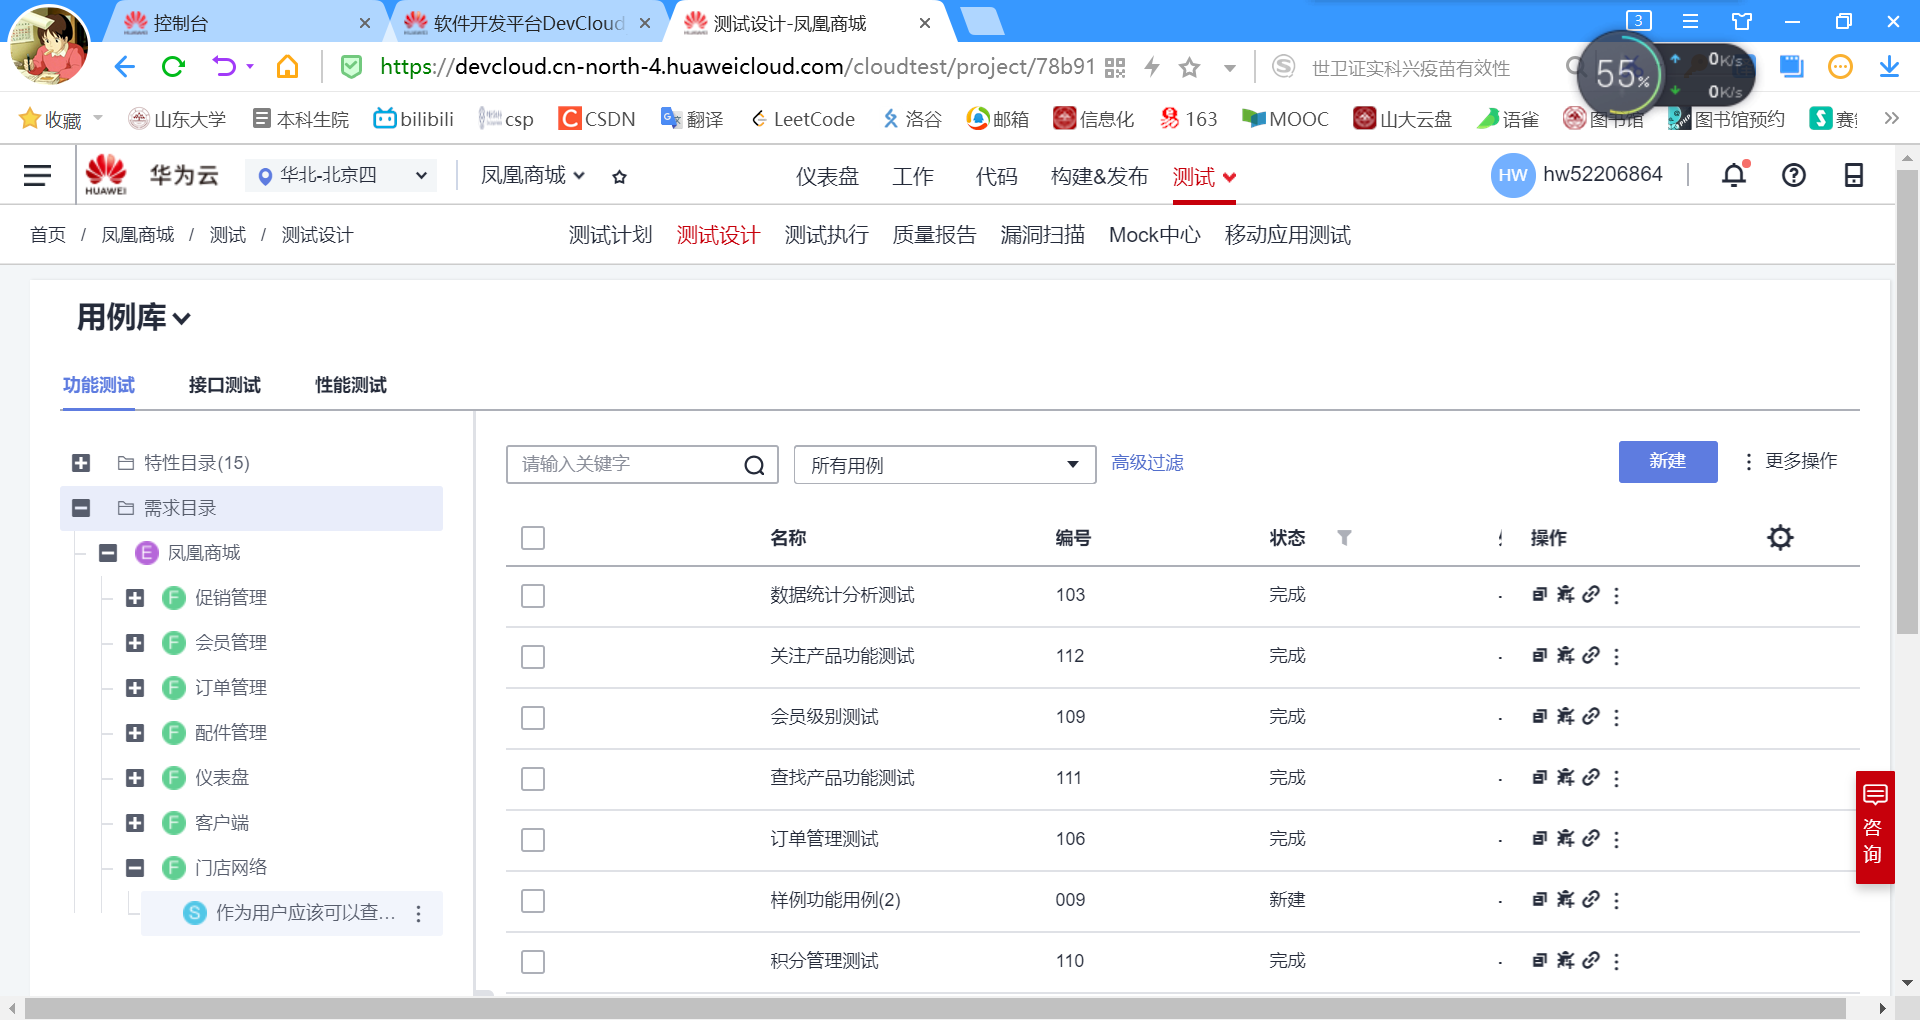 控制台
软件开发平台DevCloud
测试设计-凤凰商城
3
https://devcloud.cn-north-4.huaweicloud.com/cloudtest/project/78b91
世卫证实科兴疫苗有效性
55%
0K/s
0K/s
收藏 山东大学 本科生院 bilibili csp CSDN 翻译 LeetCode 洛谷 邮箱 信息化 163 MOOC 山大云盘 语雀 图书馆 图书馆预约
HUAWEI 华为云 华北-北京四 凤凰商城 仪表盘 工作 代码 构建&发布 测试 HW hw52206864
首页 / 凤凰商城 / 测试 / 测试设计 测试计划 测试设计 测试执行 质量报告 漏洞扫描 Mock中心 移动应用测试
用例库
功能测试 接口测试 性能测试
特性目录(15)
需求目录
E 凤凰商城
F 促销管理
F 会员管理
F 订单管理
F 配件管理
F 仪表盘
F 客户端
F 门店网络
S 作为用户应该可以查...
请输入关键字 所有用例 高级过滤 新建 更多操作
名称 编号 状态 操作
数据统计分析测试 103 完成 -
关注产品功能测试 112 完成 -
会员级别测试 109 完成 -
查找产品功能测试 111 完成 -
订单管理测试 106 完成 -
样例功能用例(2) 009 新建 -
积分管理测试 110 完成 -
咨
询